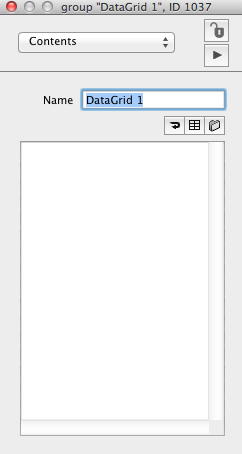 group "DataGrid 1", ID 1037
Contents
Name
DataGrid 1